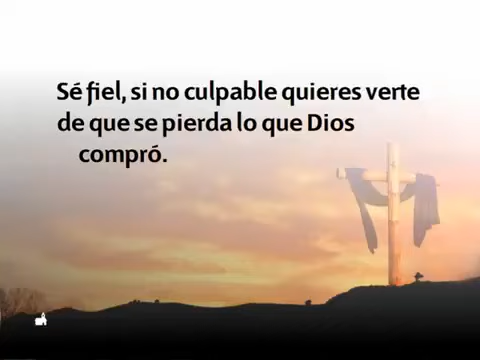 Sé fiel, si no culpable quieres verte
de que se pierda lo que Dios
compró.